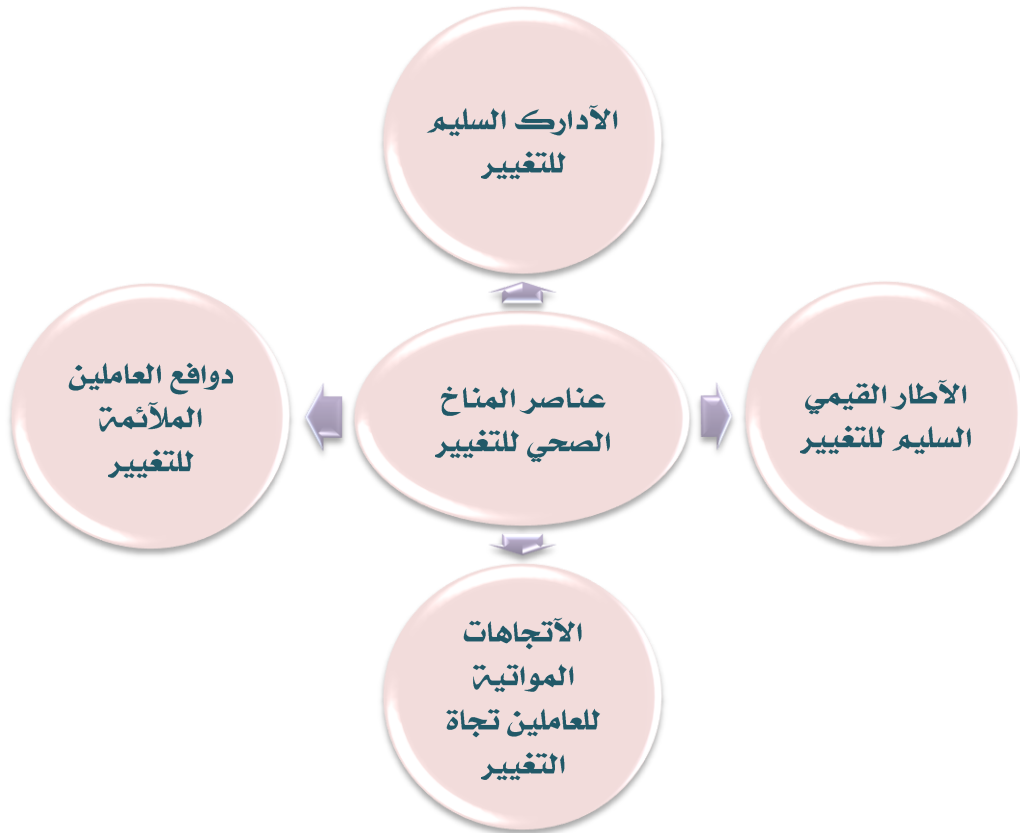 الآدارك السليم
للتغيير
عناصر المناخ
الصحي للتغيير
الآطار القيمي
السليم للتغيير
دوافع العاملين
الملآئمة
للتغيير
الآتجاهات
المواتية
للعاملين تجاة
التغيير